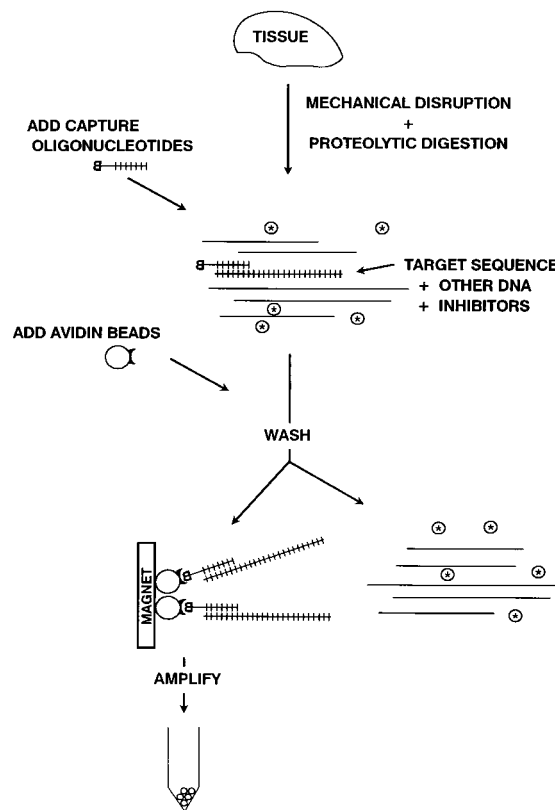 TISSUE
MECHANICAL DISRUPTION
+
PROTEOLYTIC DIGESTION
ADD CAPTURE
OLIGONUCLEOTIDES
B
B
TARGET SEQUENCE
+ OTHER DNA
+ INHIBITORS
ADD AVIDIN BEADS
WASH
MAGNET
B
B
AMPLIFY